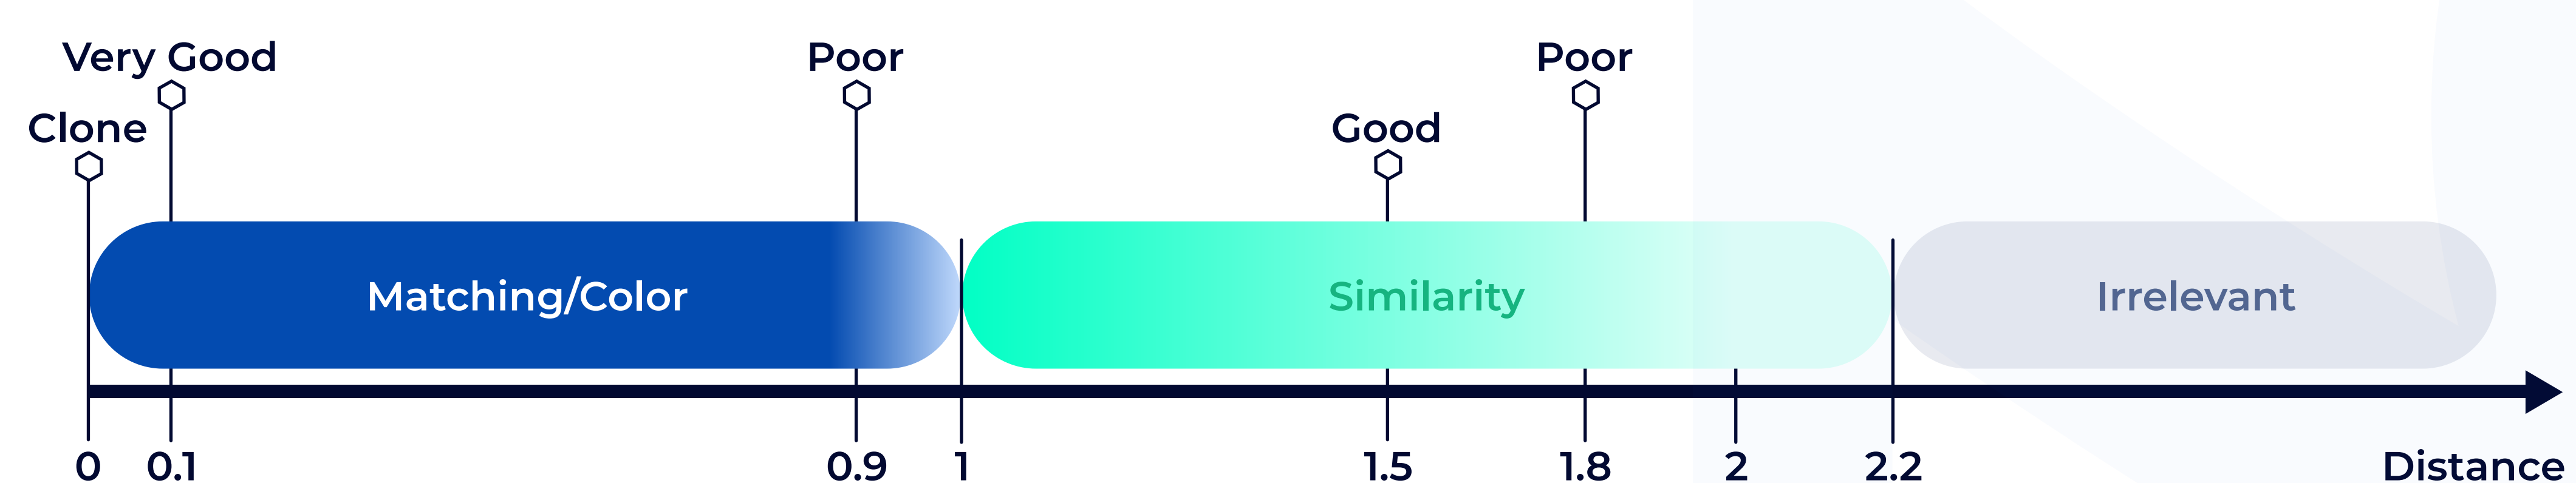 Very Good
Poor
Poor
Clone
Good
Matching/Color
Similarity
Irrelevant
0 0.1 0.9 1 1.5 1.8 2 2.2 Distance